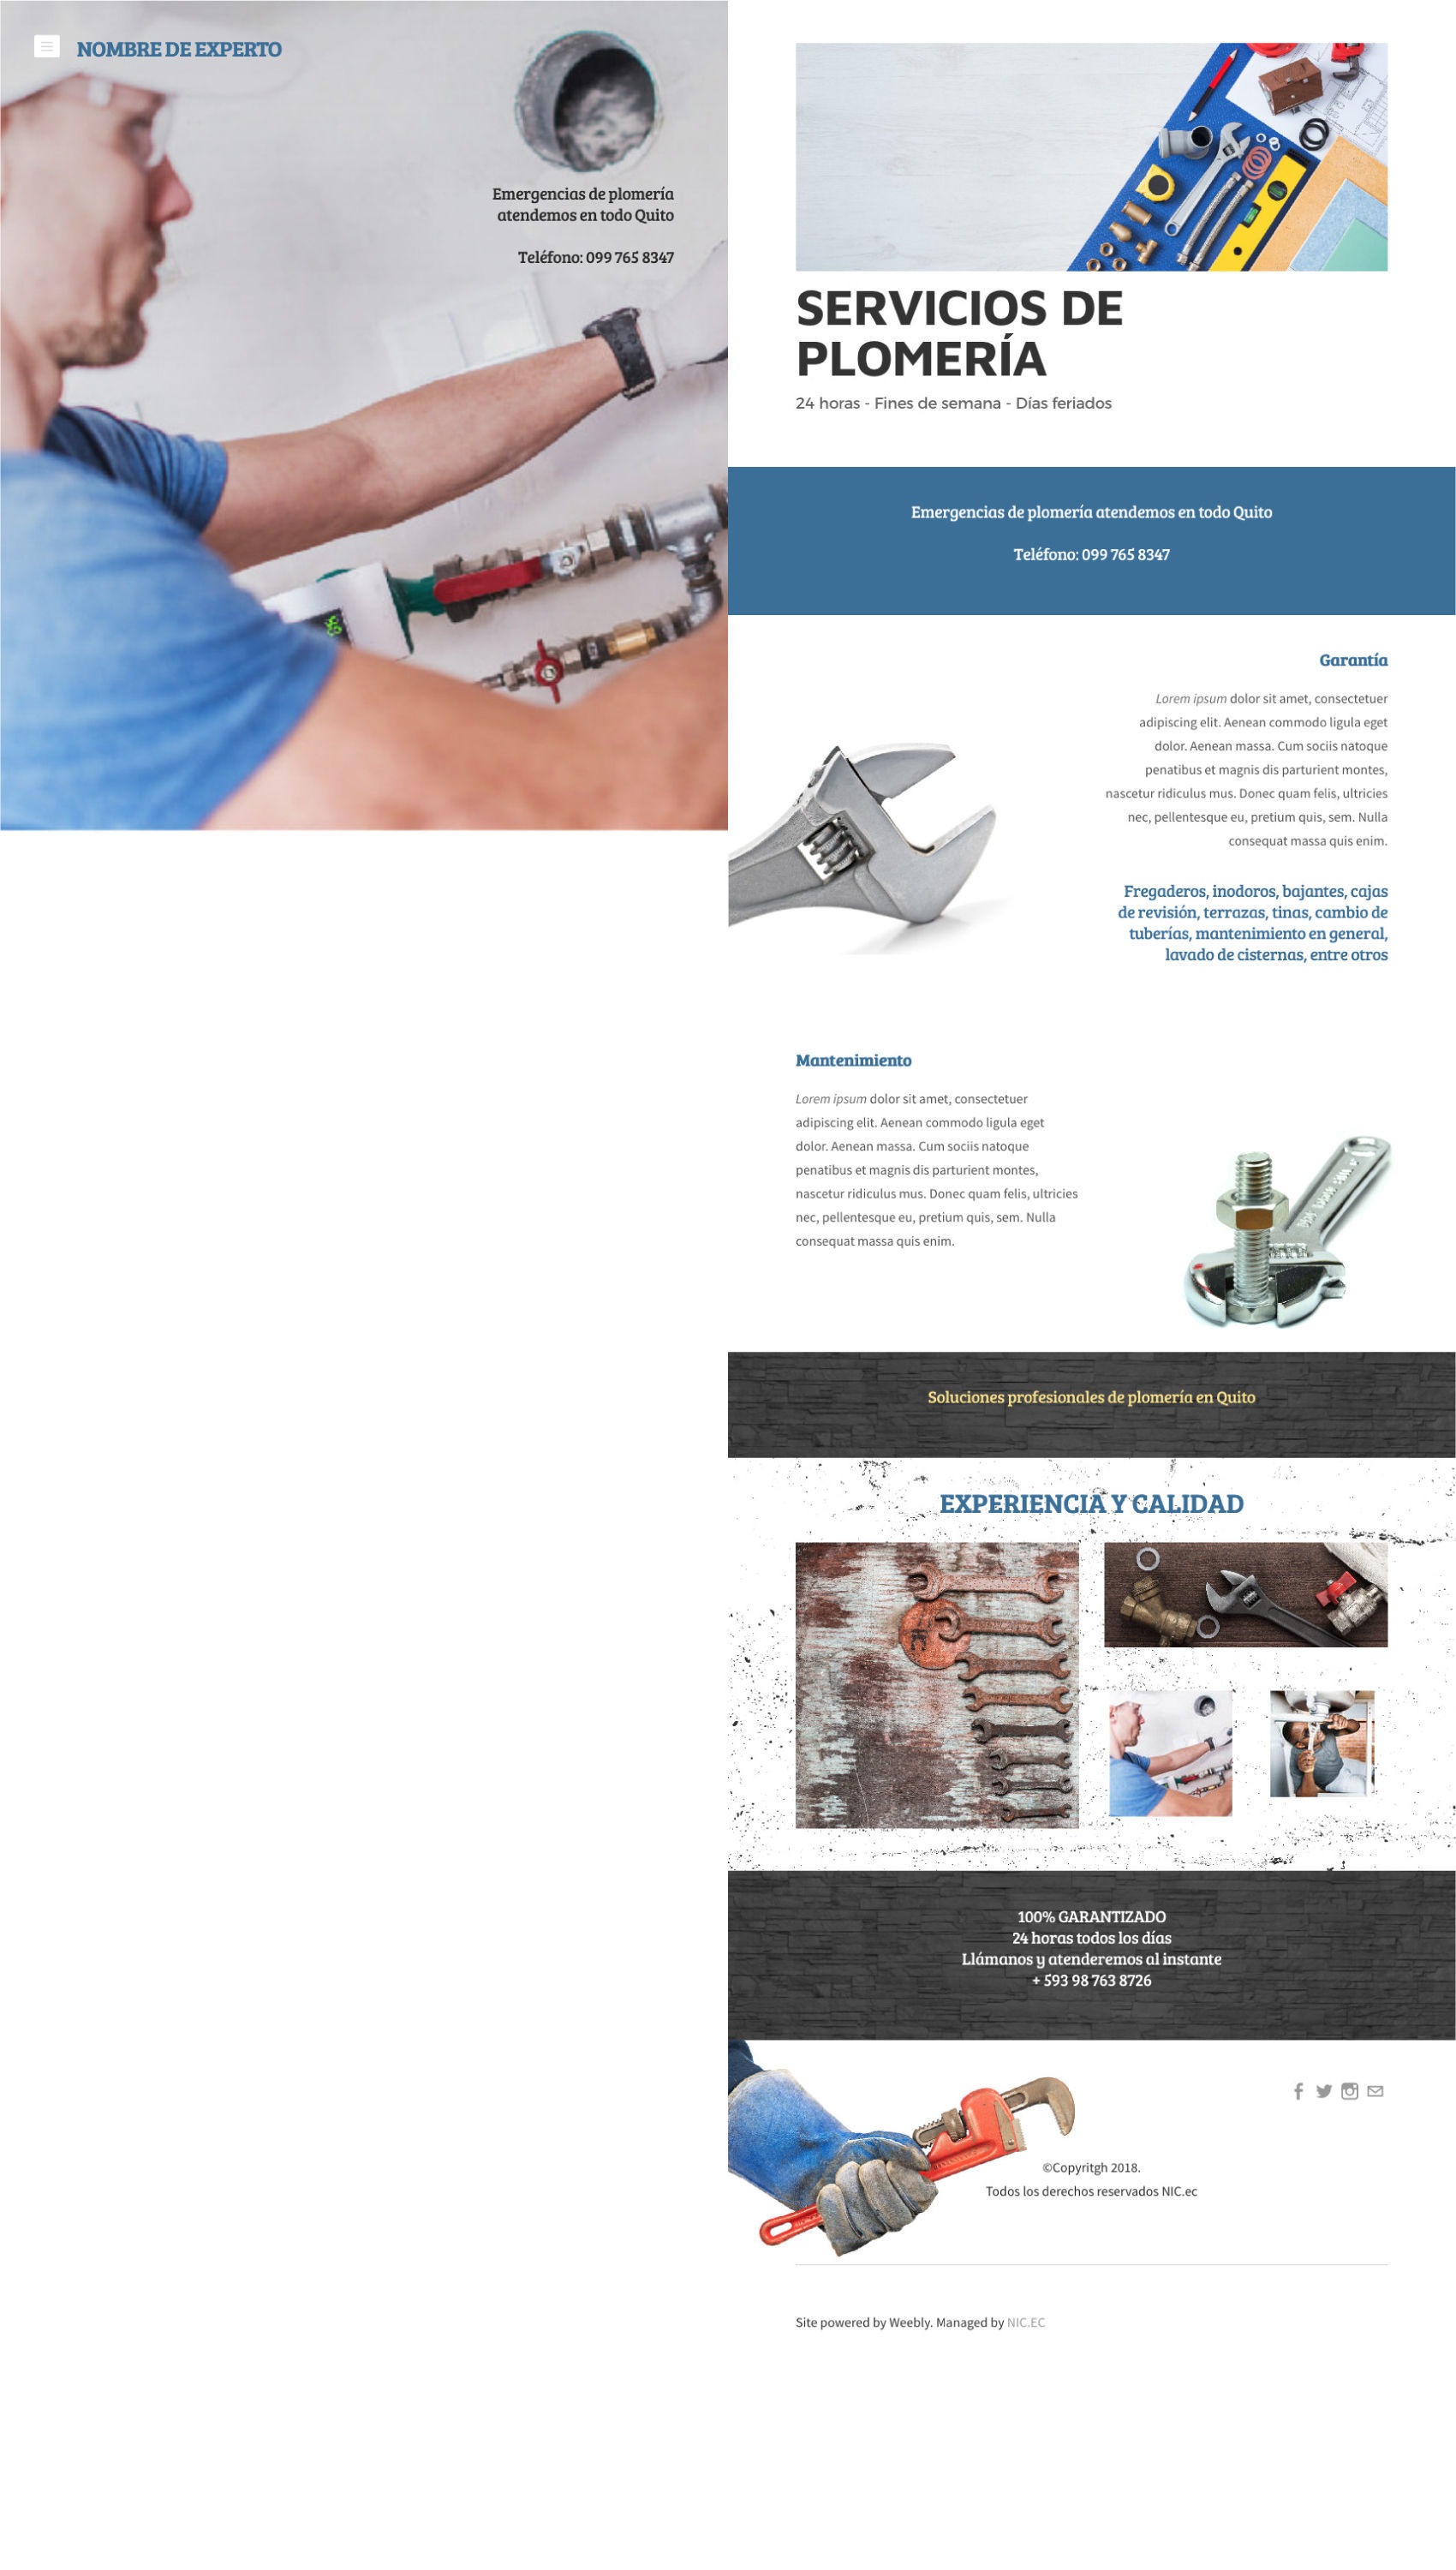 NOMBRE DE EXPERTO
Emergencias de plomería
atendemos en todo Quito
Teléfono: 099 765 8347
SERVICIOS DE
PLOMERÍA
24 horas - Fines de semana - Días feriados
Emergencias de plomería atendemos en todo Quito
Teléfono: 099 765 8347
Garantía
Lorem ipsum dolor sit amet, consectetuer
adipiscing elit. Aenean commodo ligula eget
dolor. Aenean massa. Cum sociis natoque
penatibus et magnis dis parturient montes,
nascetur ridiculus mus. Donec quam felis, ultricies
nec, pellentesque eu, pretium quis, sem. Nulla
consequat massa quis enim.
Fregaderos, inodoros, bajantes, cajas
de revisión, terrazas, tinas, cambio de
tuberías, mantenimiento en general,
lavado de cisternas, entre otros
Mantenimiento
Lorem ipsum dolor sit amet, consectetuer
adipiscing elit. Aenean commodo ligula eget
dolor. Aenean massa. Cum sociis natoque
penatibus et magnis dis parturient montes,
nascetur ridiculus mus. Donec quam felis, ultricies
nec, pellentesque eu, pretium quis, sem. Nulla
consequat massa quis enim.
Soluciones profesionales de plomería en Quito
EXPERIENCIA Y CALIDAD
100% GARANTIZADO
24 horas todos los días
Llámanos y atenderemos al instante
+ 593 98 763 8726
©Copyritgh 2018.
Todos los derechos reservados NIC.ec
Site powered by Weebly. Managed by NIC.EC